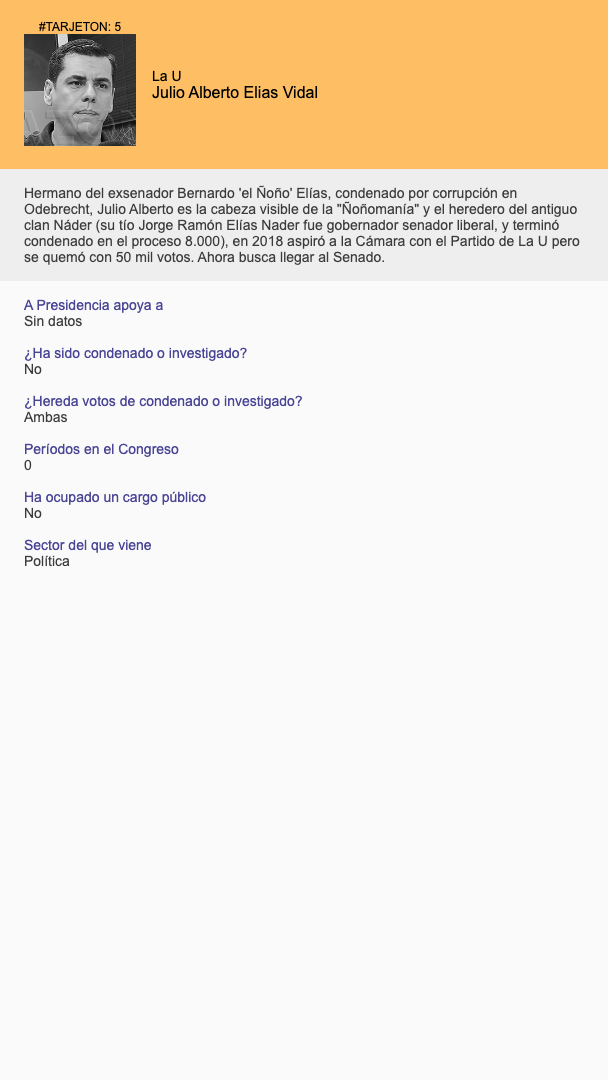 #TARJETON: 5
La U
Julio Alberto Elias Vidal
Hermano del exsenador Bernardo 'el Ñoño' Elías, condenado por corrupción en
Odebrecht, Julio Alberto es la cabeza visible de la "Ñoñomanía" y el heredero del antiguo
clan Náder (su tío Jorge Ramón Elías Nader fue gobernador senador liberal, y terminó
condenado en el proceso 8.000), en 2018 aspiró a la Cámara con el Partido de La U pero
se quemó con 50 mil votos. Ahora busca llegar al Senado.
A Presidencia apoya a
Sin datos
¿Ha sido condenado o investigado?
No
¿Hereda votos de condenado o investigado?
Ambas
Períodos en el Congreso
0
Ha ocupado un cargo público
No
Sector del que viene
Política